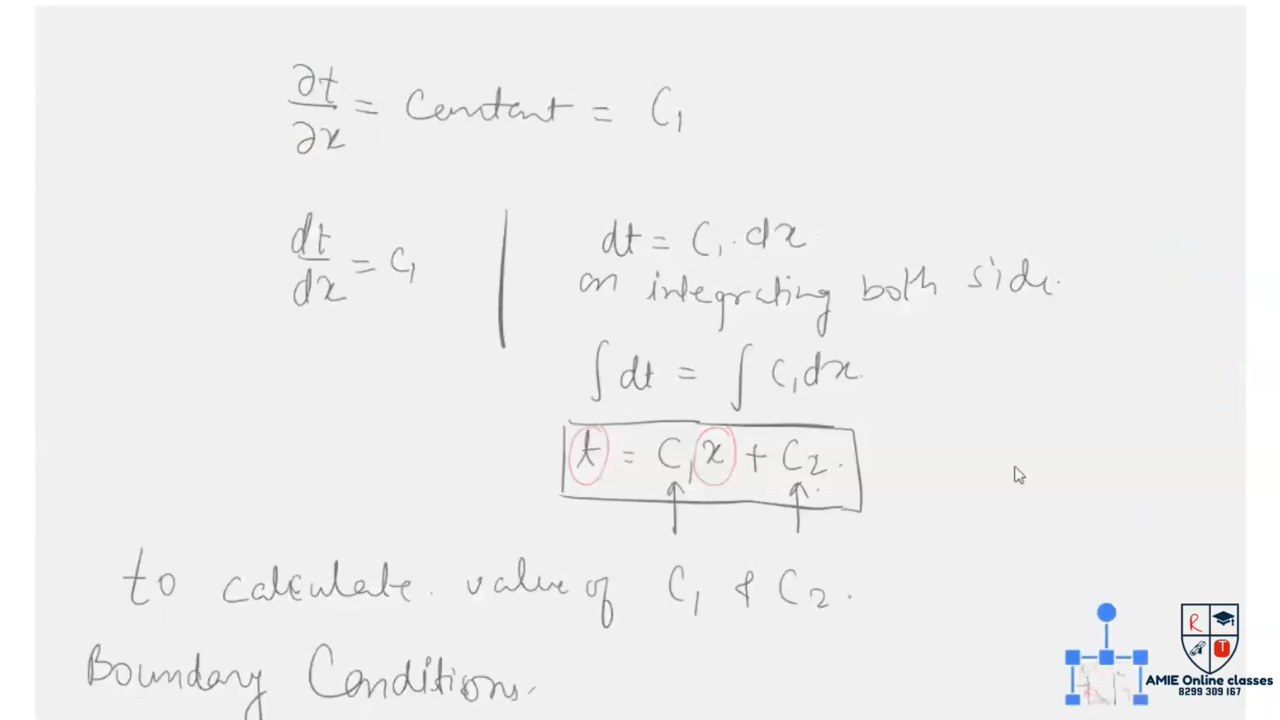 ∂t/∂x = Constant = C₁
dt/dx = C₁
dt = C₁. dx
on integrating both side.
∫dt = ∫C₁dx.
t = C₁x + C₂.
to calculate. value of C₁ & C₂.
Boundary Conditions.
R
T
AMIE Online classes
8299 309 167